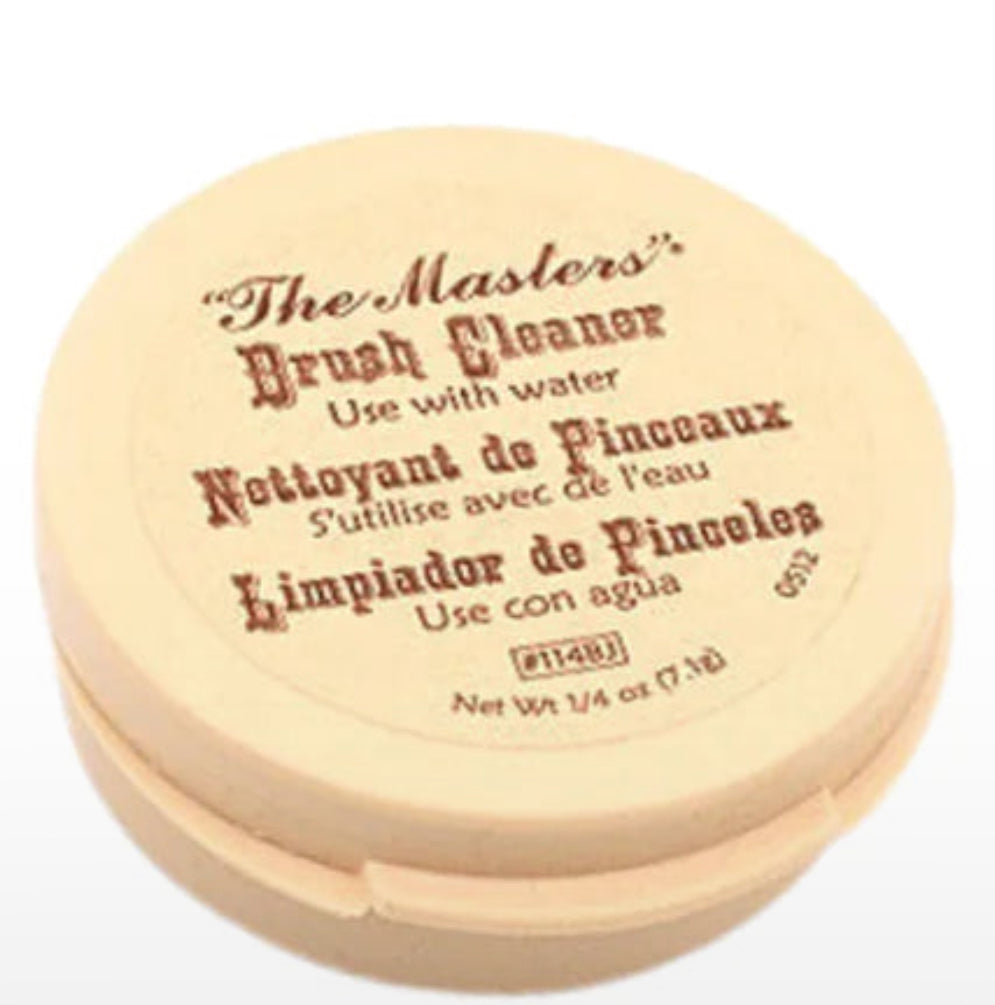 "The Masters"®
Brush Cleaner
Use with water
Nettoyant de Pinceaux
S'utilise avec de l'eau
Limpiador de Pinceles
Use con agua
0512
#114BJ
Net Wt 1/4 oz (7.1g)